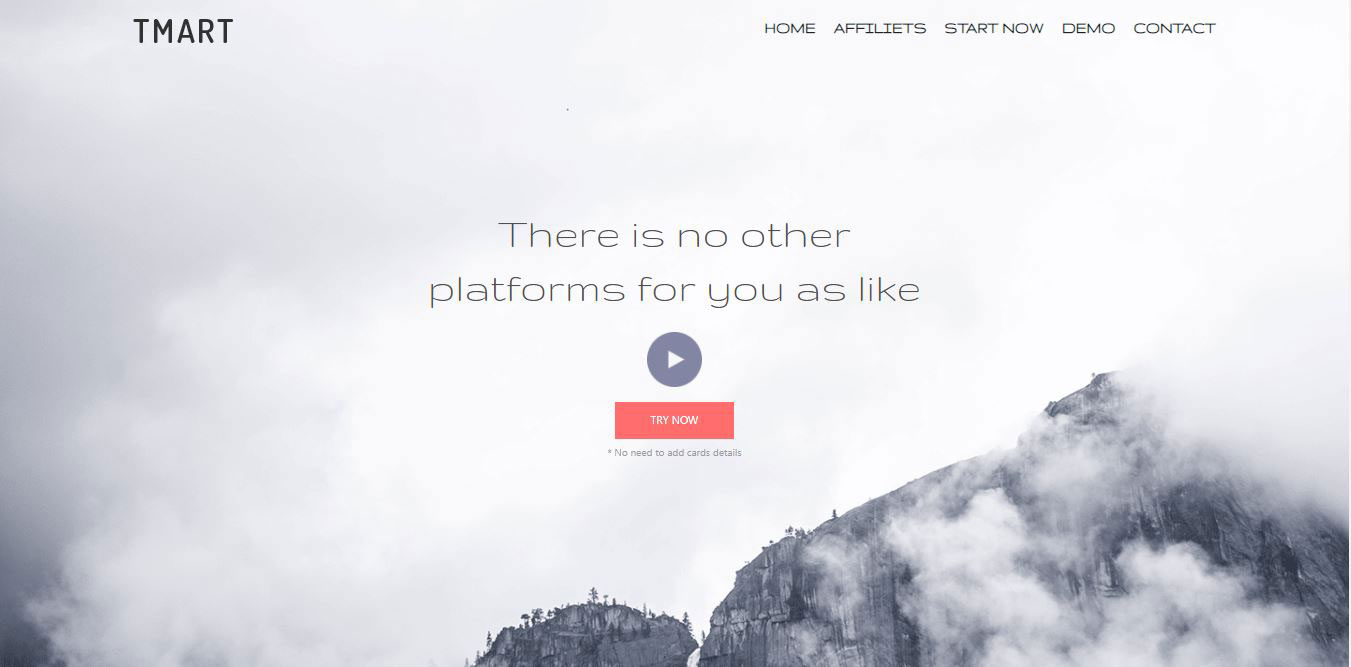 TMART
HOME AFFILIETS START NOW DEMO CONTACT
There is no other
platforms for you as like
TRY NOW
* No need to add cards details